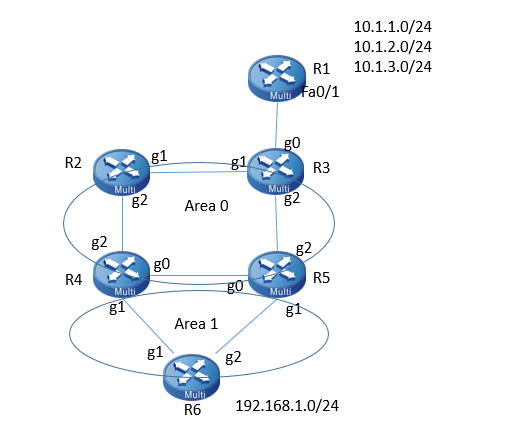 10.1.1.0/24
10.1.2.0/24
10.1.3.0/24
R1
Multi
Fa0/1
g0
R2
g1
g1
R3
Multi
Multi
g2
Area 0
g2
g2
g2
R4
g0
R5
Multi
g0
Multi
g1
g1
Area 1
g1
g2
Multi
R6
192.168.1.0/24